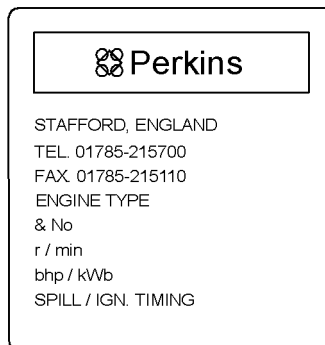 Perkins
STAFFORD, ENGLAND
TEL. 01785-215700
FAX. 01785-215110
ENGINE TYPE
& No
r / min
bhp / kWb
SPILL / IGN. TIMING